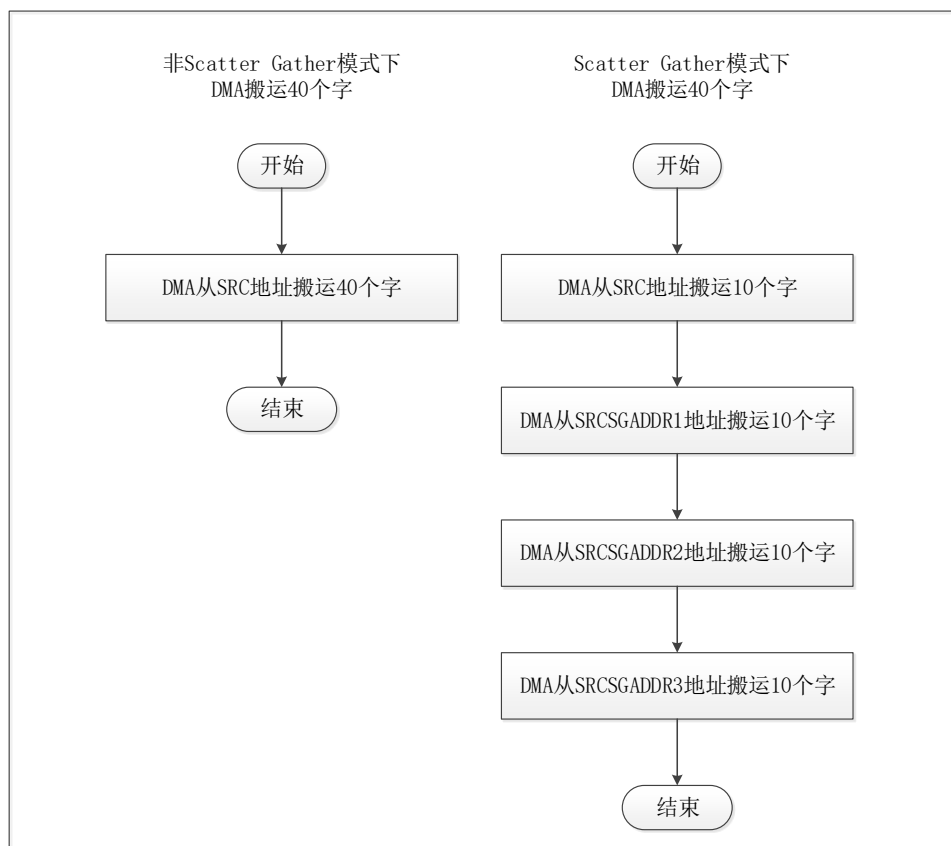 非Scatter Gather模式下
DMA搬运40个字
开始
DMA从SRC地址搬运40个字
结束
Scatter Gather模式下
DMA搬运40个字
开始
DMA从SRC地址搬运10个字
DMA从SRCSGADDR1地址搬运10个字
DMA从SRCSGADDR2地址搬运10个字
DMA从SRCSGADDR3地址搬运10个字
结束